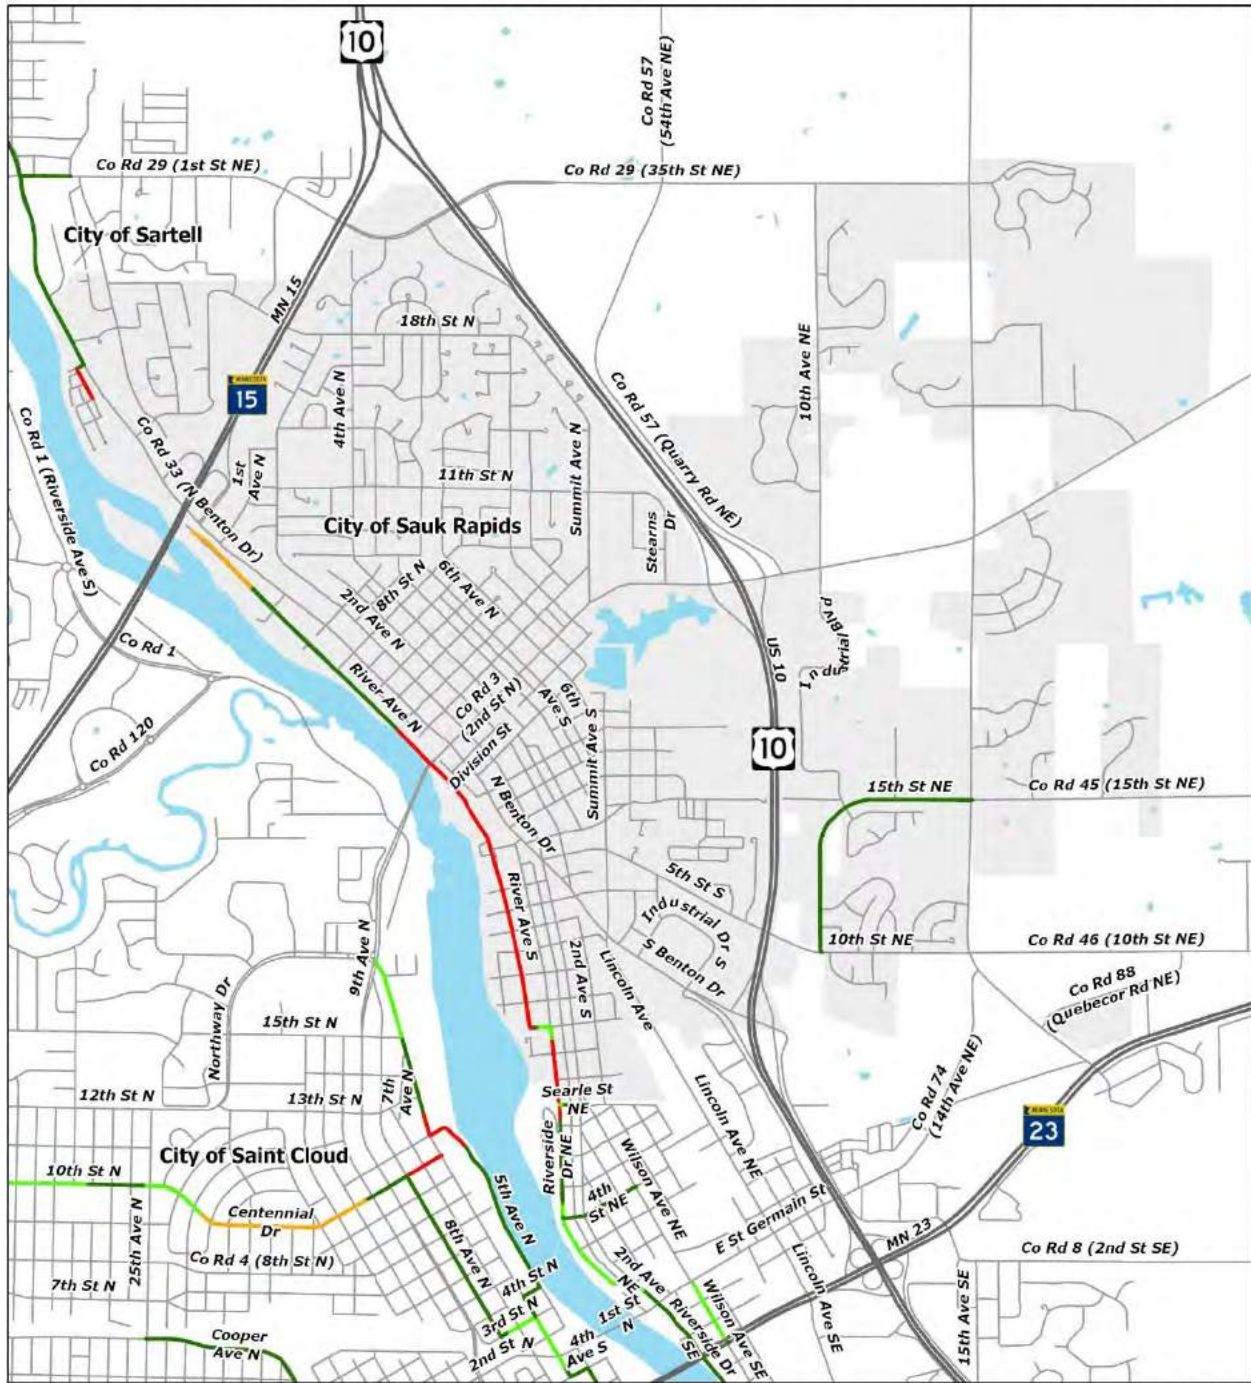 10
Co Rd 57
(54th Ave NE)
Co Rd 29 (1st St NE)
Co Rd 29 (35th St NE)
City of Sartell
MN 15
18th St N
10th Ave NE
15
4th Ave N
Co Rd 57 (Quarry Rd NE)
Co Rd 1 (Riverside Ave S)
Co Rd 33 (N Benton Dr)
1st
Ave N
11th St N
Summit Ave N
Stearns
Dr
City of Sauk Rapids
6th Ave N
8th St N
2nd Ave N
Industrial Blvd
Co Rd 1
US 10
River Ave N
Co Rd 3
(2nd St N)
6th
Ave S
Division St
Summit Ave S
Co Rd 120
10
N Benton Dr
15th St NE
Co Rd 45 (15th St NE)
5th St S
River Ave S
Industrial Dr S
10th St NE
Co Rd 46 (10th St NE)
9th Ave N
2nd Ave S
S Benton Dr
Lincoln Ave
Co Rd 88
(Quebecor Rd NE)
Northway Dr
15th St N
7th
Ave N
Searle St
NE
Lincoln Ave NE
Co Rd 74
(14th Ave NE)
12th St N
13th St N
MINNESOTA
23
City of Saint Cloud
Riverside
Dr NE
Wilson Ave NE
10th St N
5th Ave N
4th
St NE
Centennial
Dr
E St Germain St
MN 23
25th Ave N
8th Ave N
Co Rd 4 (8th St N)
Co Rd 8 (2nd St SE)
7th St N
4th St N
2nd Ave
NE
Lincoln Ave SE
3rd St N
1st St
N
Riverside Dr
SE
Wilson Ave SE
15th Ave SE
Cooper
Ave N
2nd St N
4th
Ave S